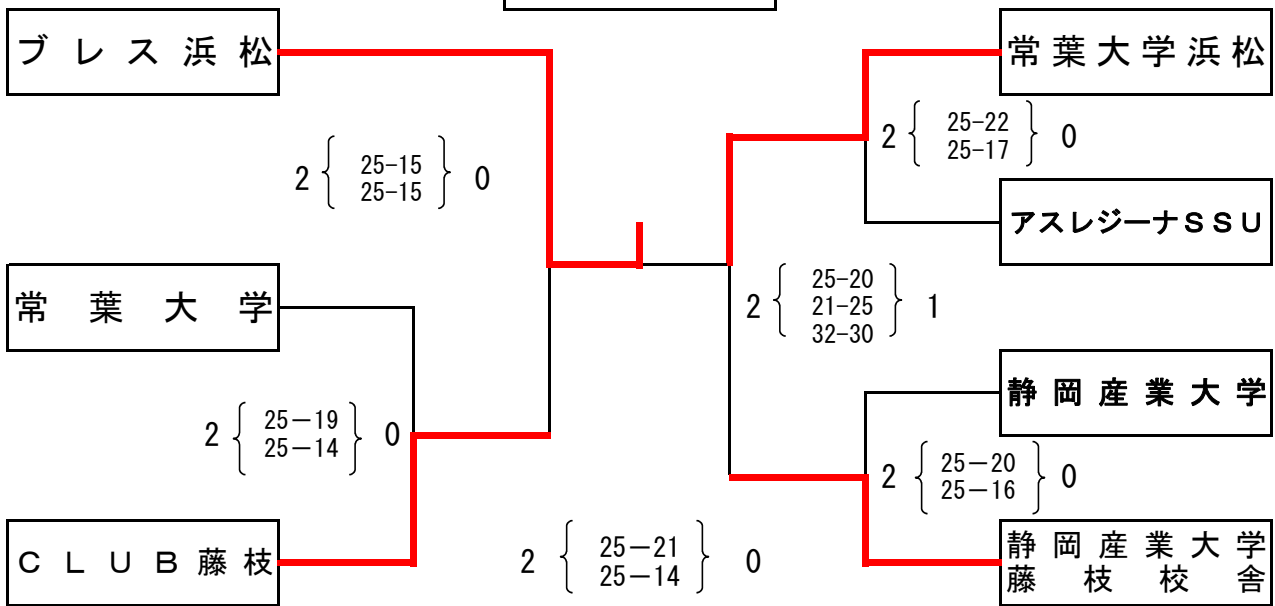 ブレス浜松
常葉大学浜松
2 { 25-15 } 0
25-15
2 { 25-22 } 0
25-17
アスレジーナSSU
常葉大学
2 { 25-20 } 1
21-25
32-30
静岡産業大学
2 { 25－19 } 0
25－14
2 { 25－20 } 0
25－16
CLUB藤枝
2 { 25－21 } 0
25－14
静岡産業大学
藤枝校舎